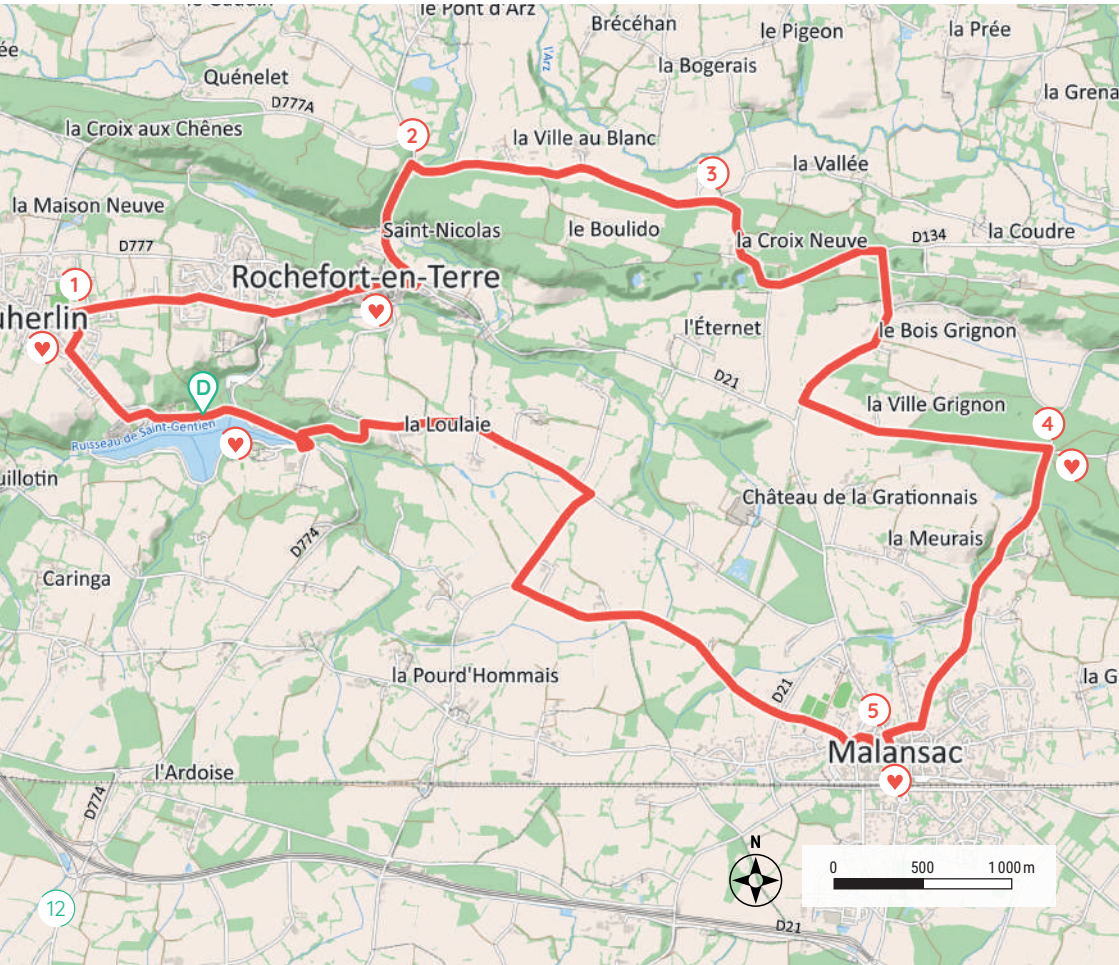 le Pont d'Arz
Brécéhan
le Pigeon
la Prée
l'Arz
la Bogerais
Quénelet
la Grena
D777A
la Croix aux Chênes
2
la Ville au Blanc
3
la Vallée
la Maison Neuve
Saint-Nicolas
le Boulido
la Croix Neuve
D134
la Coudre
D777
Rochefort-en-Terre
1
uherlin
l'Éternet
le Bois Grignon
D21
D
la Ville Grignon
la Loulaie
4
Ruisseau de Saint-Gentien
uillotin
Château de la Grationnais
D774
la Meurais
Caringa
la Pourd'Hommais
D21
la G
5
Malansac
l'Ardoise
D774
N
0 500 1 000 m
12
D21